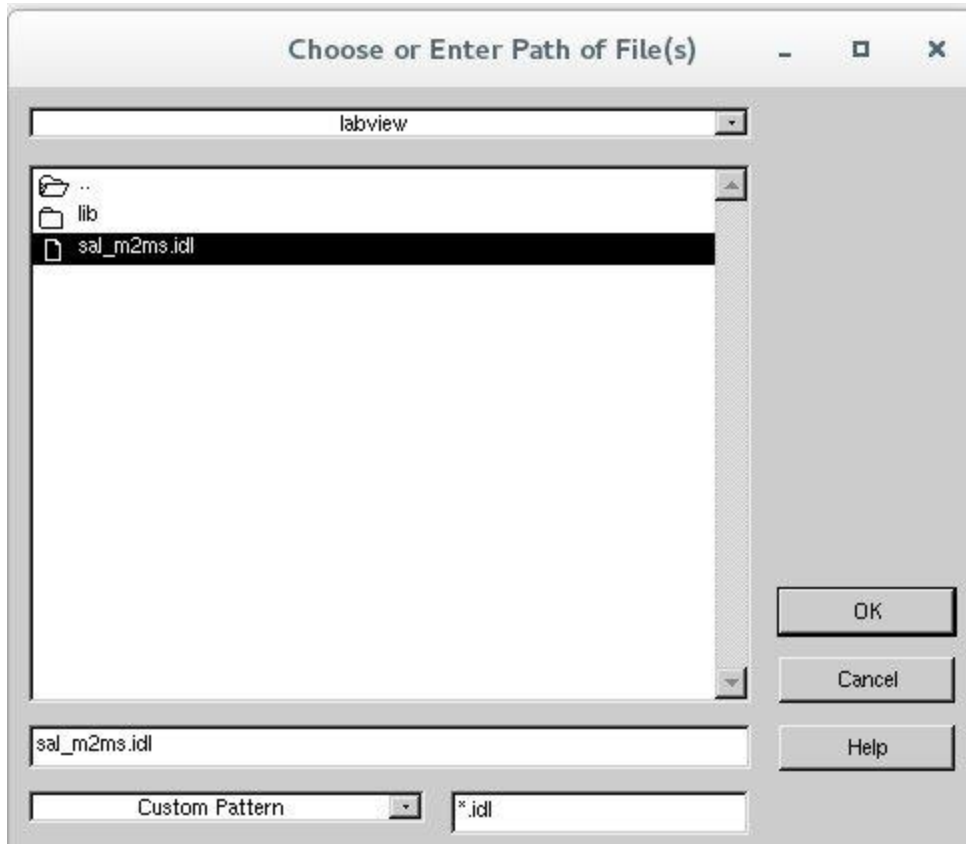 Choose or Enter Path of File(s)
labview
..
lib
sal_m2ms.idl
OK
Cancel
sal_m2ms.idl
Help
Custom Pattern
*.idl